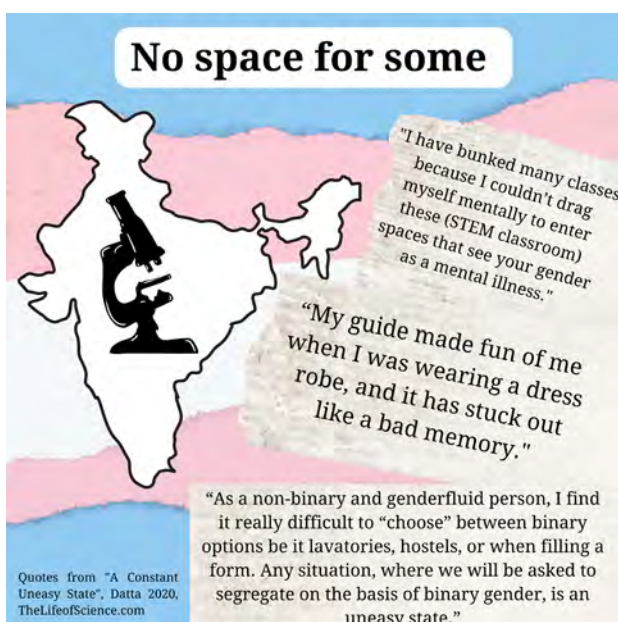 No space for some
"I have bunked many classes
because I couldn't drag
myself mentally to enter
these (STEM classroom)
spaces that see your gender
as a mental illness."
“My guide made fun of me
when I was wearing a dress
robe, and it has stuck out
like a bad memory."
“As a non-binary and genderfluid person, I find
it really difficult to “choose” between binary
options be it lavatories, hostels, or when filling a
form. Any situation, where we will be asked to
segregate on the basis of binary gender, is an
uneasy state.”
Quotes from "A Constant
Uneasy State", Datta 2020,
TheLifeofScience.com